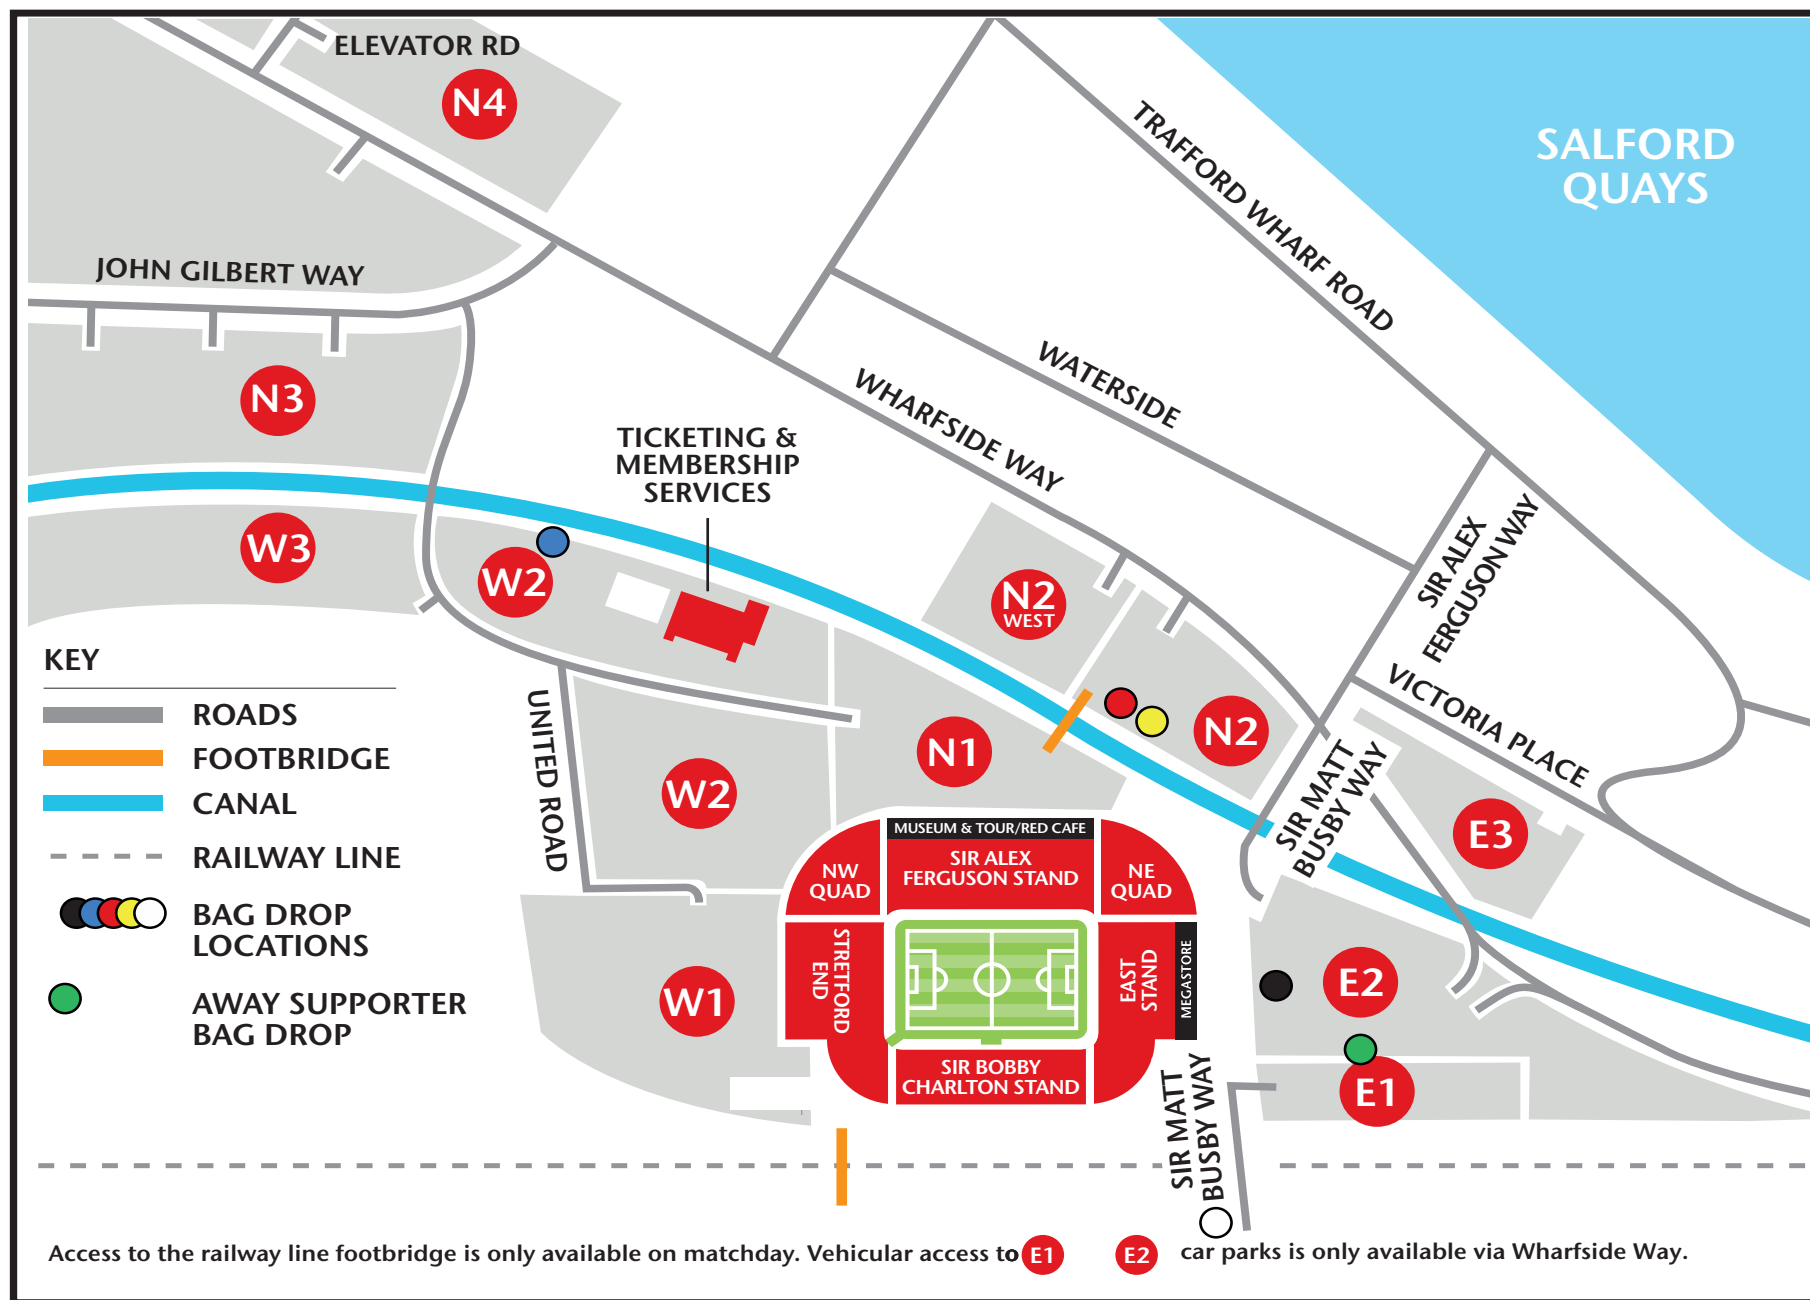 ELEVATOR RD
N4
SALFORD
QUAYS
TRAFFORD WHARF ROAD
JOHN GILBERT WAY
N3
WATERSIDE
WHARFSIDE WAY
TICKETING &
MEMBERSHIP
SERVICES
SIR ALEX
FERGUSON WAY
W3
W2
N2
WEST
N2
VICTORIA PLACE
KEY
ROADS
FOOTBRIDGE
CANAL
RAILWAY LINE
BAG DROP
LOCATIONS
AWAY SUPPORTER
BAG DROP
UNITED ROAD
W2
N1
SIR MATT
BUSBY WAY
E3
MUSEUM & TOUR/RED CAFE
SIR ALEX
FERGUSON STAND
NW
QUAD
NE
QUAD
STRETFORD
END
EAST
STAND
MEGASTORE
W1
E2
SIR BOBBY
CHARLTON STAND
E1
SIR MATT
BUSBY WAY
Access to the railway line footbridge is only available on matchday. Vehicular access to E1 E2 car parks is only available via Wharfside Way.